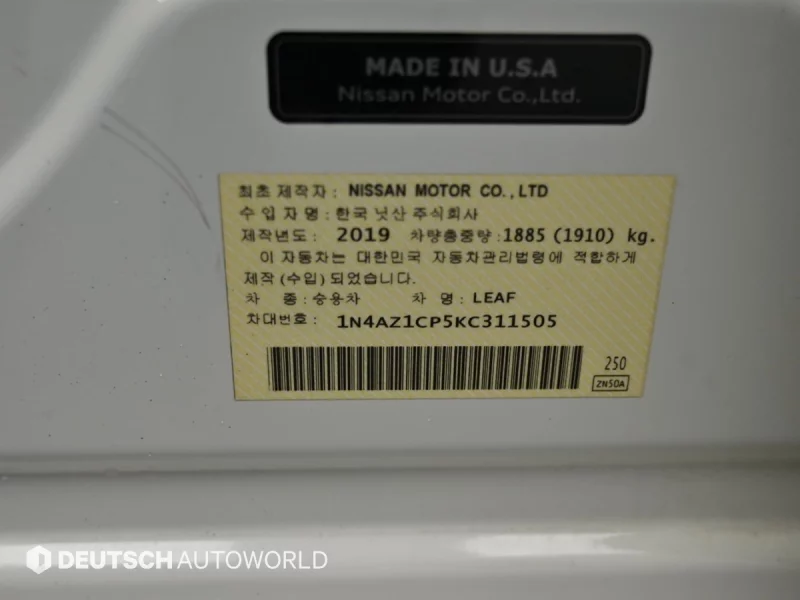 MADE IN U.S.A
Nissan Motor Co.,Ltd.
최초 제작자 : NISSAN MOTOR CO.,LTD
수 입 자 명 : 한국 닛산 주식회사
제작년도 : 2019 차량총중량 :1885 (1910) kg.
이 자동차는 대한민국 자동차관리법령에 적합하게
제작 (수입) 되었습니다.
차 종 : 승용차 차 명 : LEAF
차대번호 : 1N4AZ1CP5KC311505
250
ZN50A
DEUTSCH AUTOWORLD